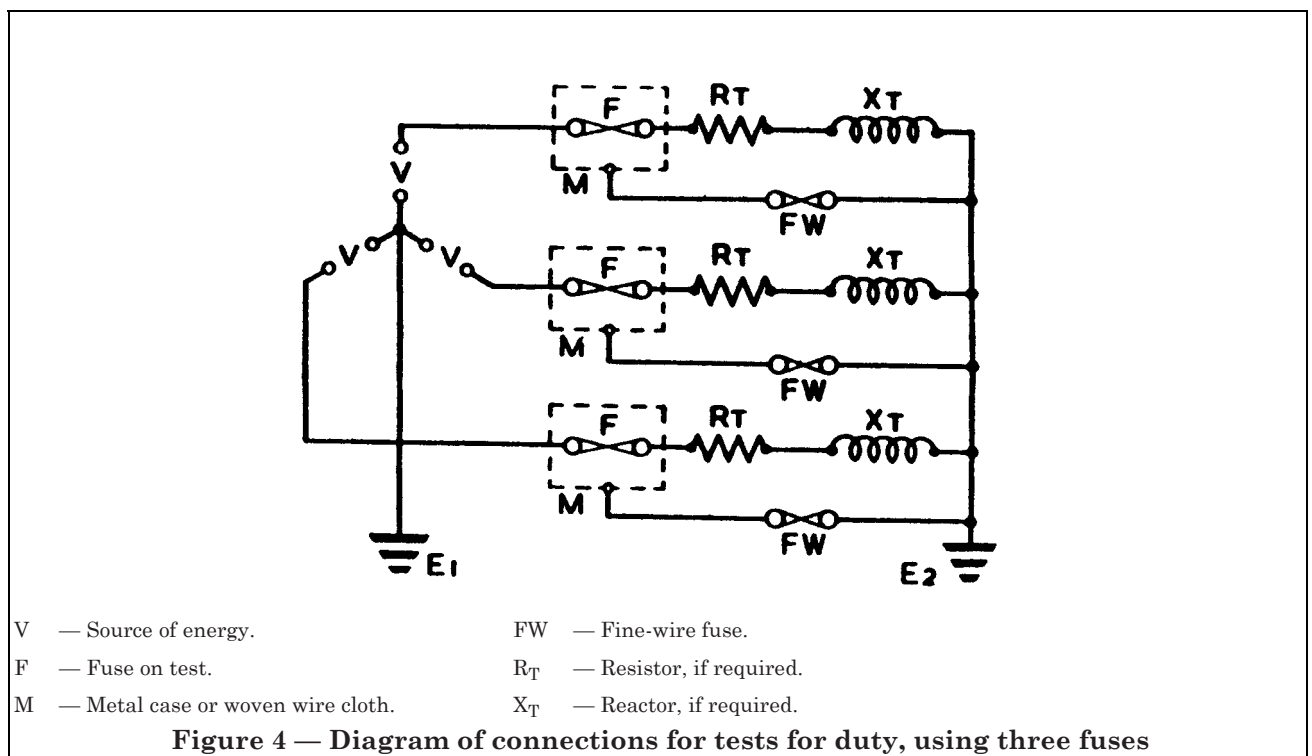 F
RT
XT
V
M
FW
V
V
F
RT
XT
M
FW
F
RT
XT
M
FW
E1
E2
V — Source of energy.
FW — Fine-wire fuse.
F — Fuse on test.
RT — Resistor, if required.
M — Metal case or woven wire cloth.
XT — Reactor, if required.
Figure 4 — Diagram of connections for tests for duty, using three fuses